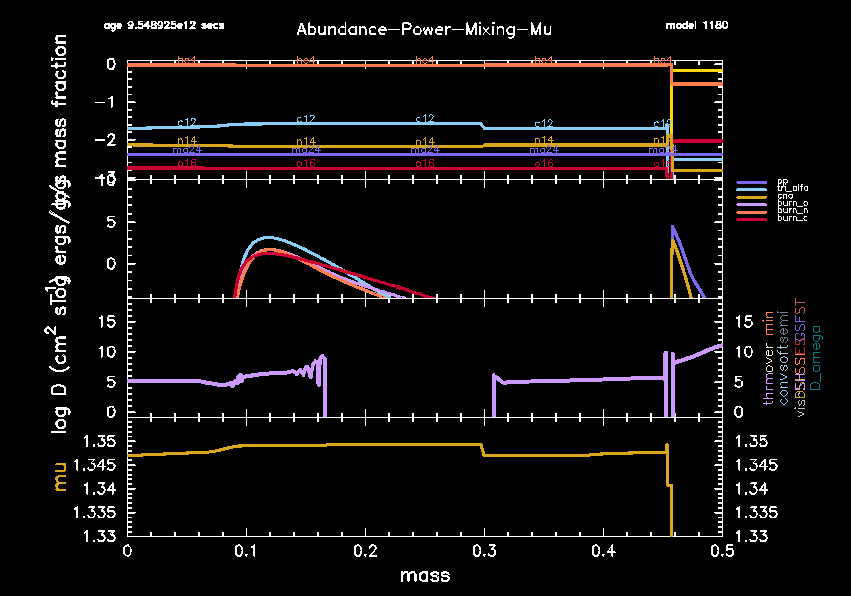 age 9.548925e12 secs
Abundance-Power-Mixing-Mu
model 1180
mass fraction
0
-1
-2
-3
he4 he4 he4 he4 he4
c12 c12 c12 c12 c12
n14 n14 n14 n14 n14
mg24 mg24 mg24 mg24 mg24
o16 o16 o16 o16 o16
log ergs/g/s
10
5
0
pp
tri_alfa
cno
burn_o
burn_n
burn_c
log D (cm2 s-1)
15
10
5
0
15
10
5
0
thrm over min
conv soft semi
D_omega
mu
1.35
1.345
1.34
1.335
1.33
1.35
1.345
1.34
1.335
1.33
0 0.1 0.2 0.3 0.4 0.5
mass